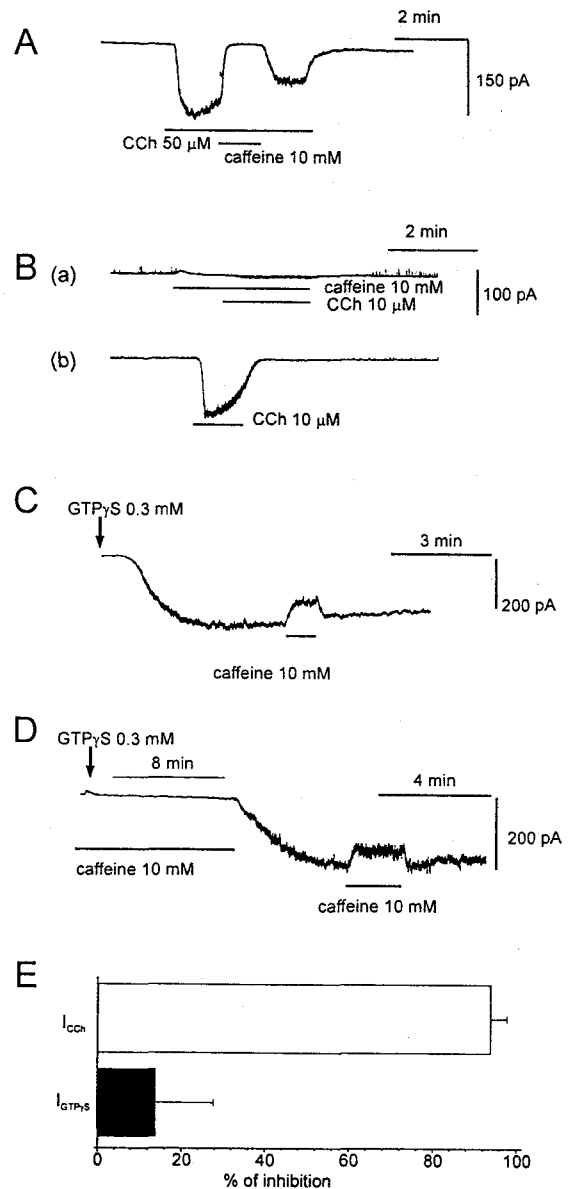 A
2 min
150 pA
CCh 50 μM
caffeine 10 mM
2 min
B (a)
caffeine 10 mM
100 pA
CCh 10 μM
(b)
CCh 10 μM
C
GTPγS 0.3 mM
3 min
200 pA
caffeine 10 mM
D
GTPγS 0.3 mM
8 min
4 min
200 pA
caffeine 10 mM
caffeine 10 mM
E
I_CCh
I_GTPγS
0 20 40 60 80 100
% of inhibition